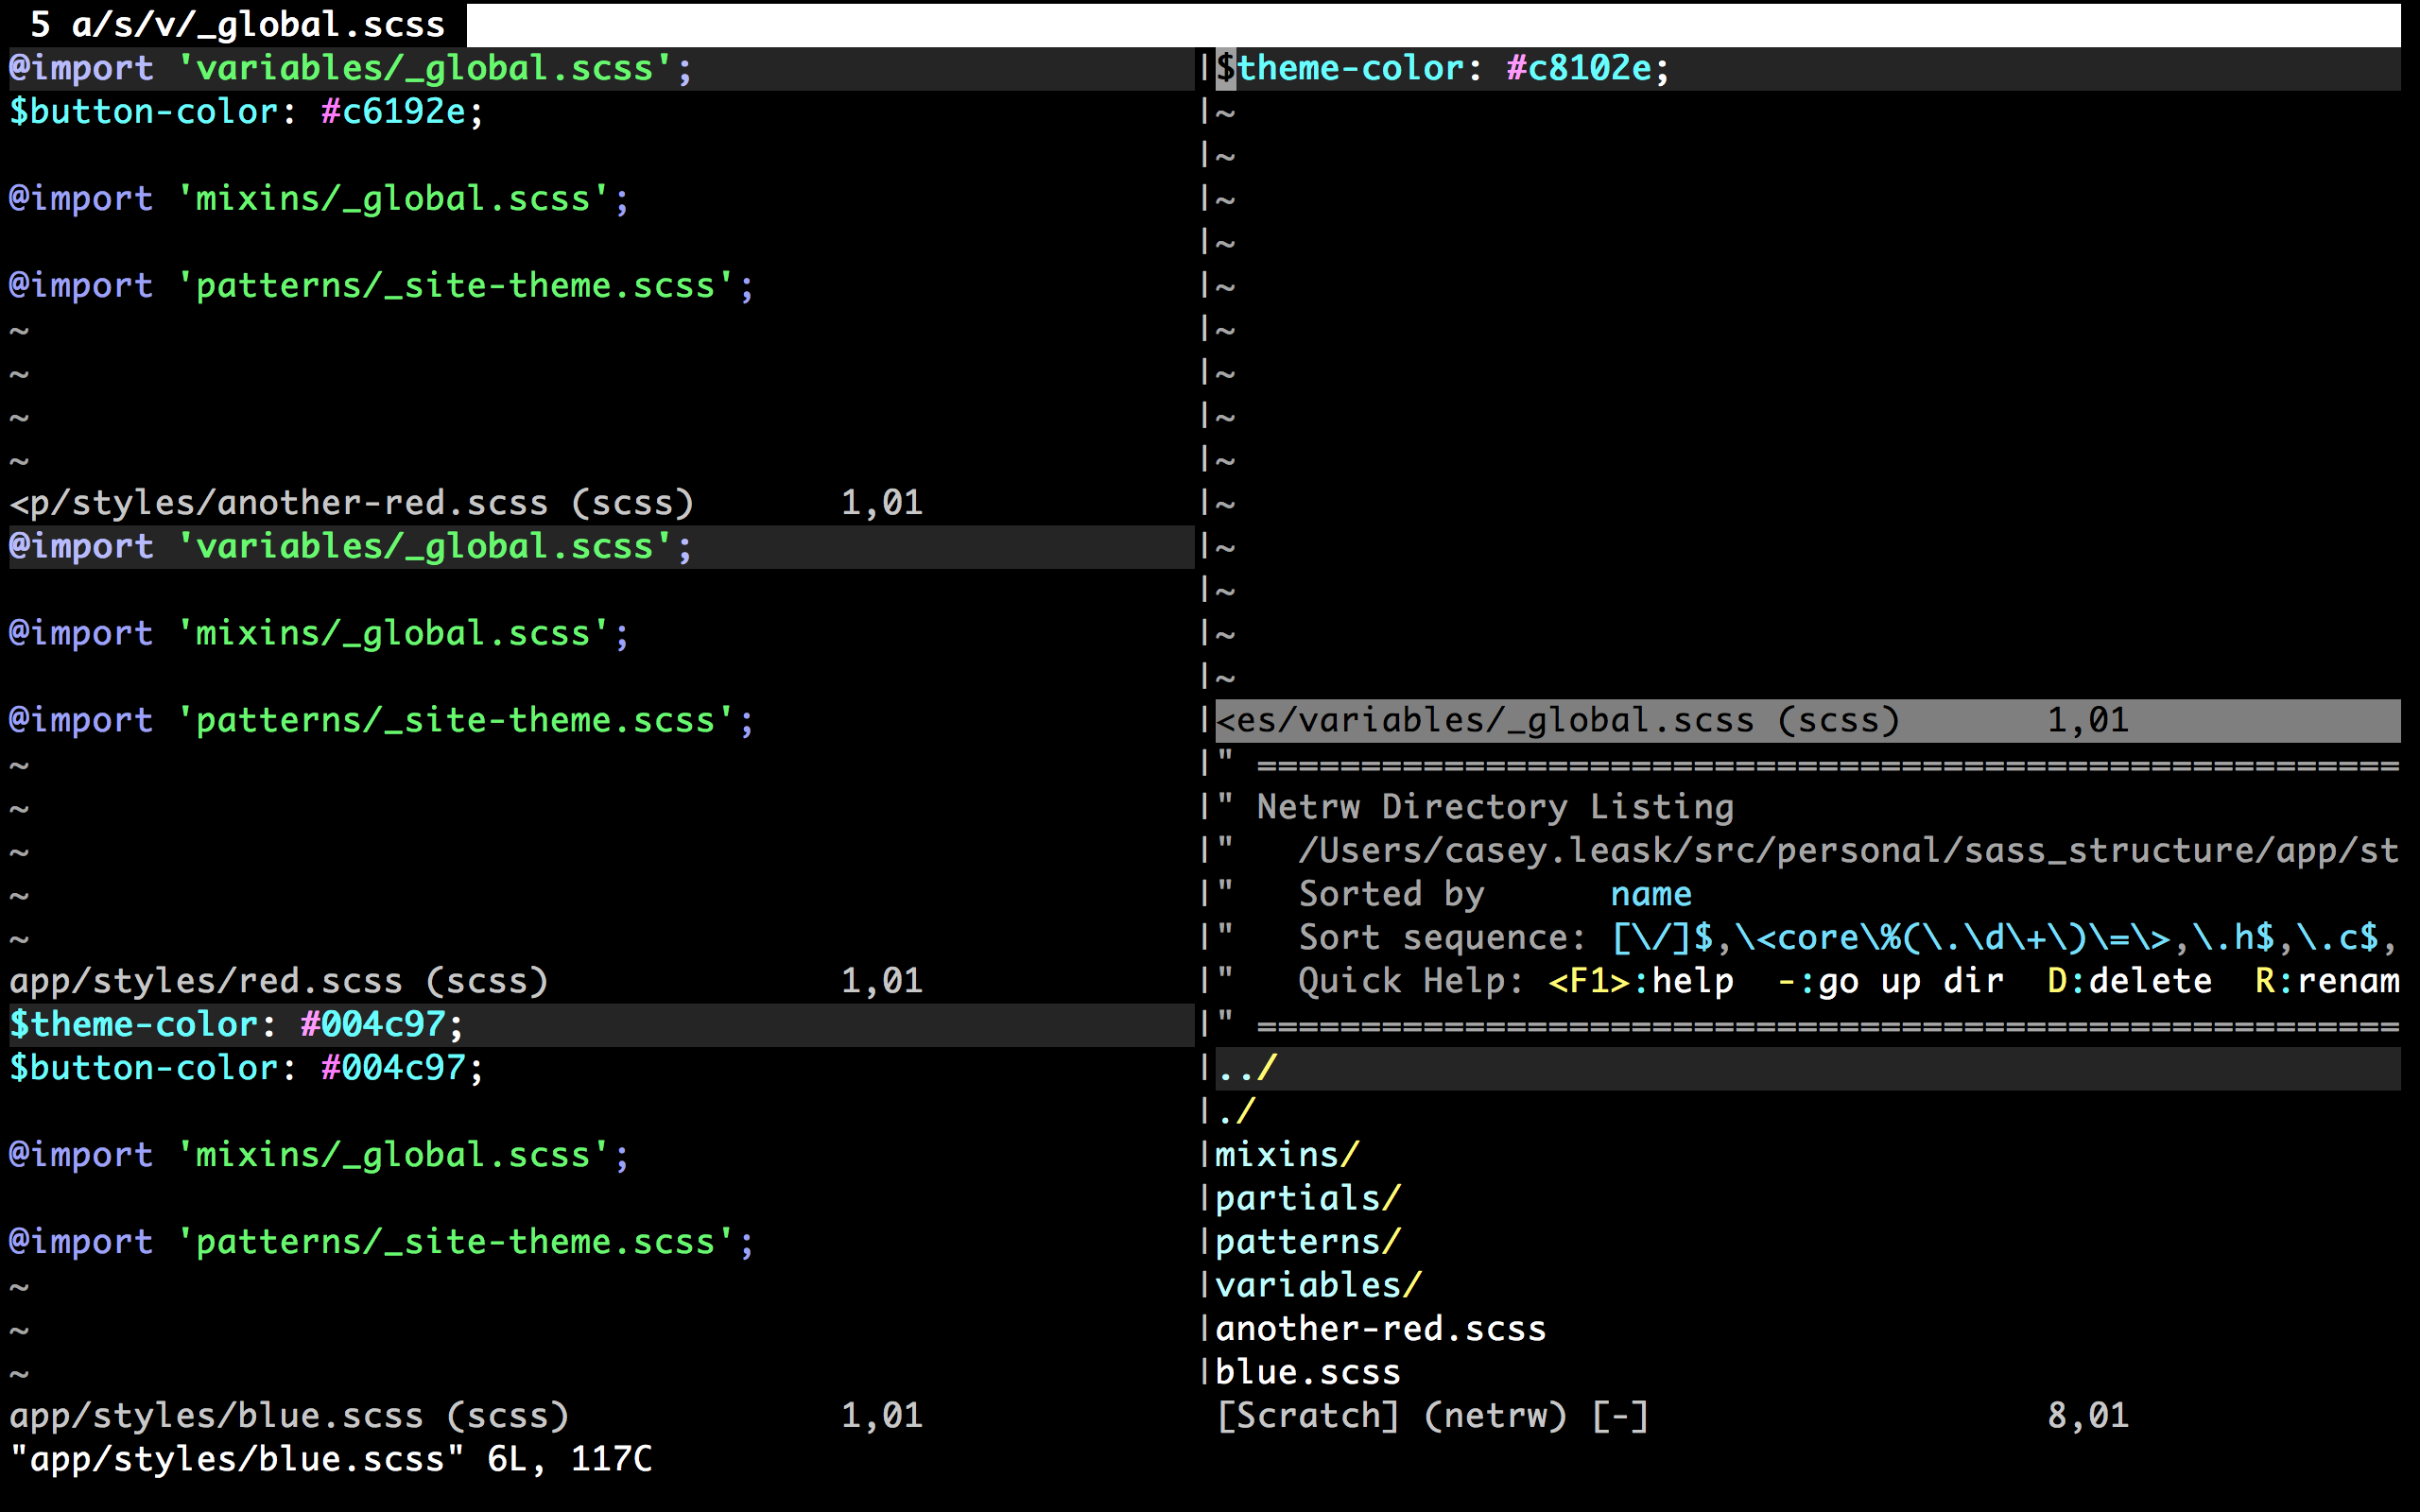 5 a/s/v/_global.scss
@import 'variables/_global.scss';
$button-color: #c6192e;

@import 'mixins/_global.scss';

@import 'patterns/_site-theme.scss';
~
~
~
~
<p/styles/another-red.scss (scss)       1,01
@import 'variables/_global.scss';

@import 'mixins/_global.scss';

@import 'patterns/_site-theme.scss';
~
~
~
~
~
app/styles/red.scss (scss)              1,01
$theme-color: #004c97;
$button-color: #004c97;

@import 'mixins/_global.scss';

@import 'patterns/_site-theme.scss';
~
~
~
app/styles/blue.scss (scss)             1,01
|$theme-color: #c8102e;
|~
|~
|~
|~
|~
|~
|~
|~
|~
|~
|~
|~
|~
|~
|<es/variables/_global.scss (scss)       1,01
|" =======================================================
|" Netrw Directory Listing
|"   /Users/casey.leask/src/personal/sass_structure/app/st
|"   Sorted by      name
|"   Sort sequence: [\/]$,\<core\%(\.\d\+\)\=\>,\.h$,\.c$,
|"   Quick Help: <F1>:help  -:go up dir  D:delete  R:renam
|" =======================================================
|../
|./
|mixins/
|partials/
|patterns/
|variables/
|another-red.scss
|blue.scss
[Scratch] (netrw) [-]                   8,01
"app/styles/blue.scss" 6L, 117C